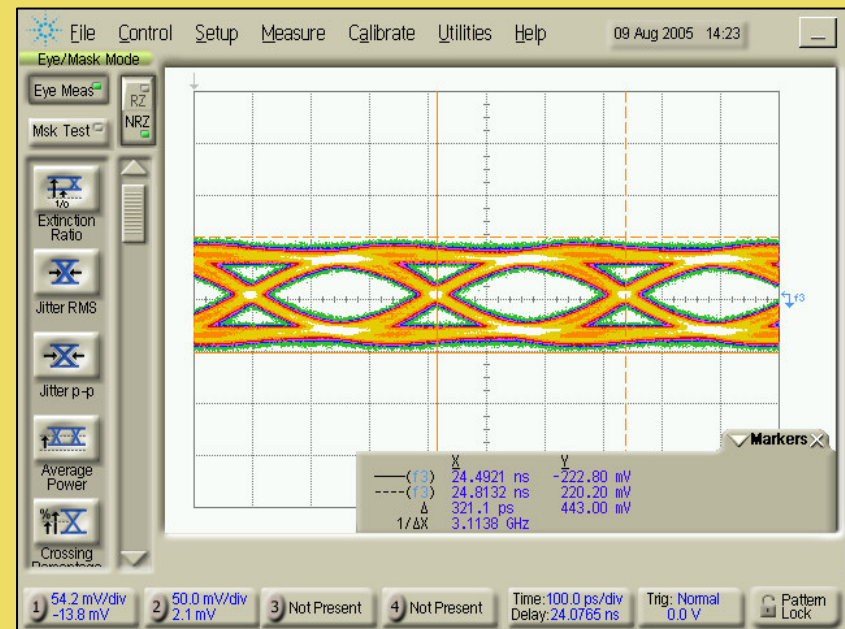 File Control Setup Measure Calibrate Utilities Help 09 Aug 2005 14:23
Eye/Mask Mode
Eye Meas
RZ
NRZ
Msk Test
1/0
Extinction
Ratio
Jitter RMS
Jitter p-p
Average
Power
%
Crossing
Percentage
f3
Markers
X Y
(f3) 24.4921 ns -222.80 mV
(f3) 24.8132 ns 220.20 mV
Δ 321.1 ps 443.00 mV
1/ΔX 3.1138 GHz
1 54.2 mV/div
-13.8 mV
2 50.0 mV/div
2.1 mV
3 Not Present
4 Not Present
Time:100.0 ps/div
Delay:24.0765 ns
Trig: Normal
0.0 V
Pattern
Lock